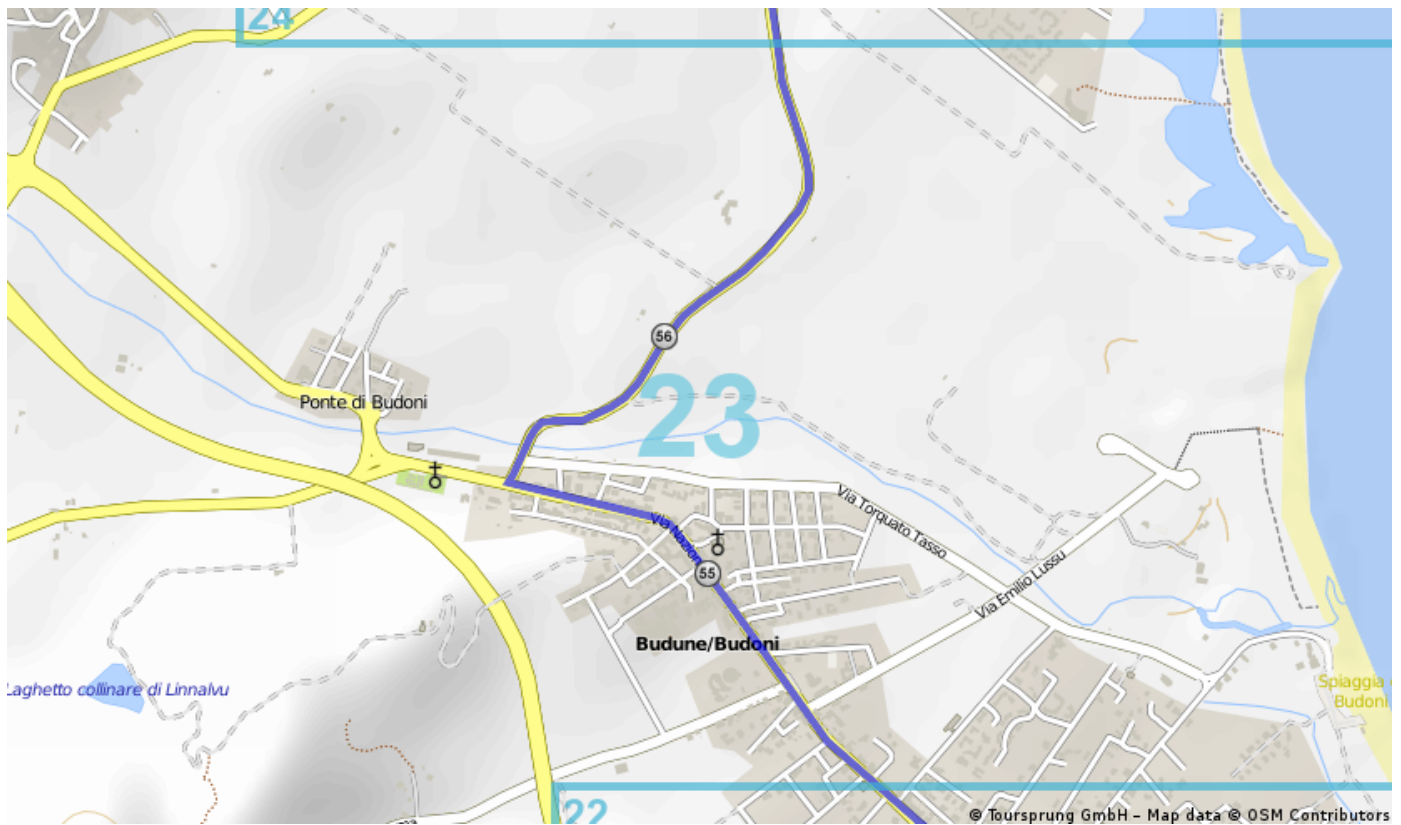 24
56
23
Ponte di Budoni
Via Torquato Tasso
Via Nazion
55
Via Emilio Lussu
Budune/Budoni
Laghetto collinare di Linnalvu
Spiaggia
Budoni
22
© Toursprung GmbH – Map data © OSM Contributors